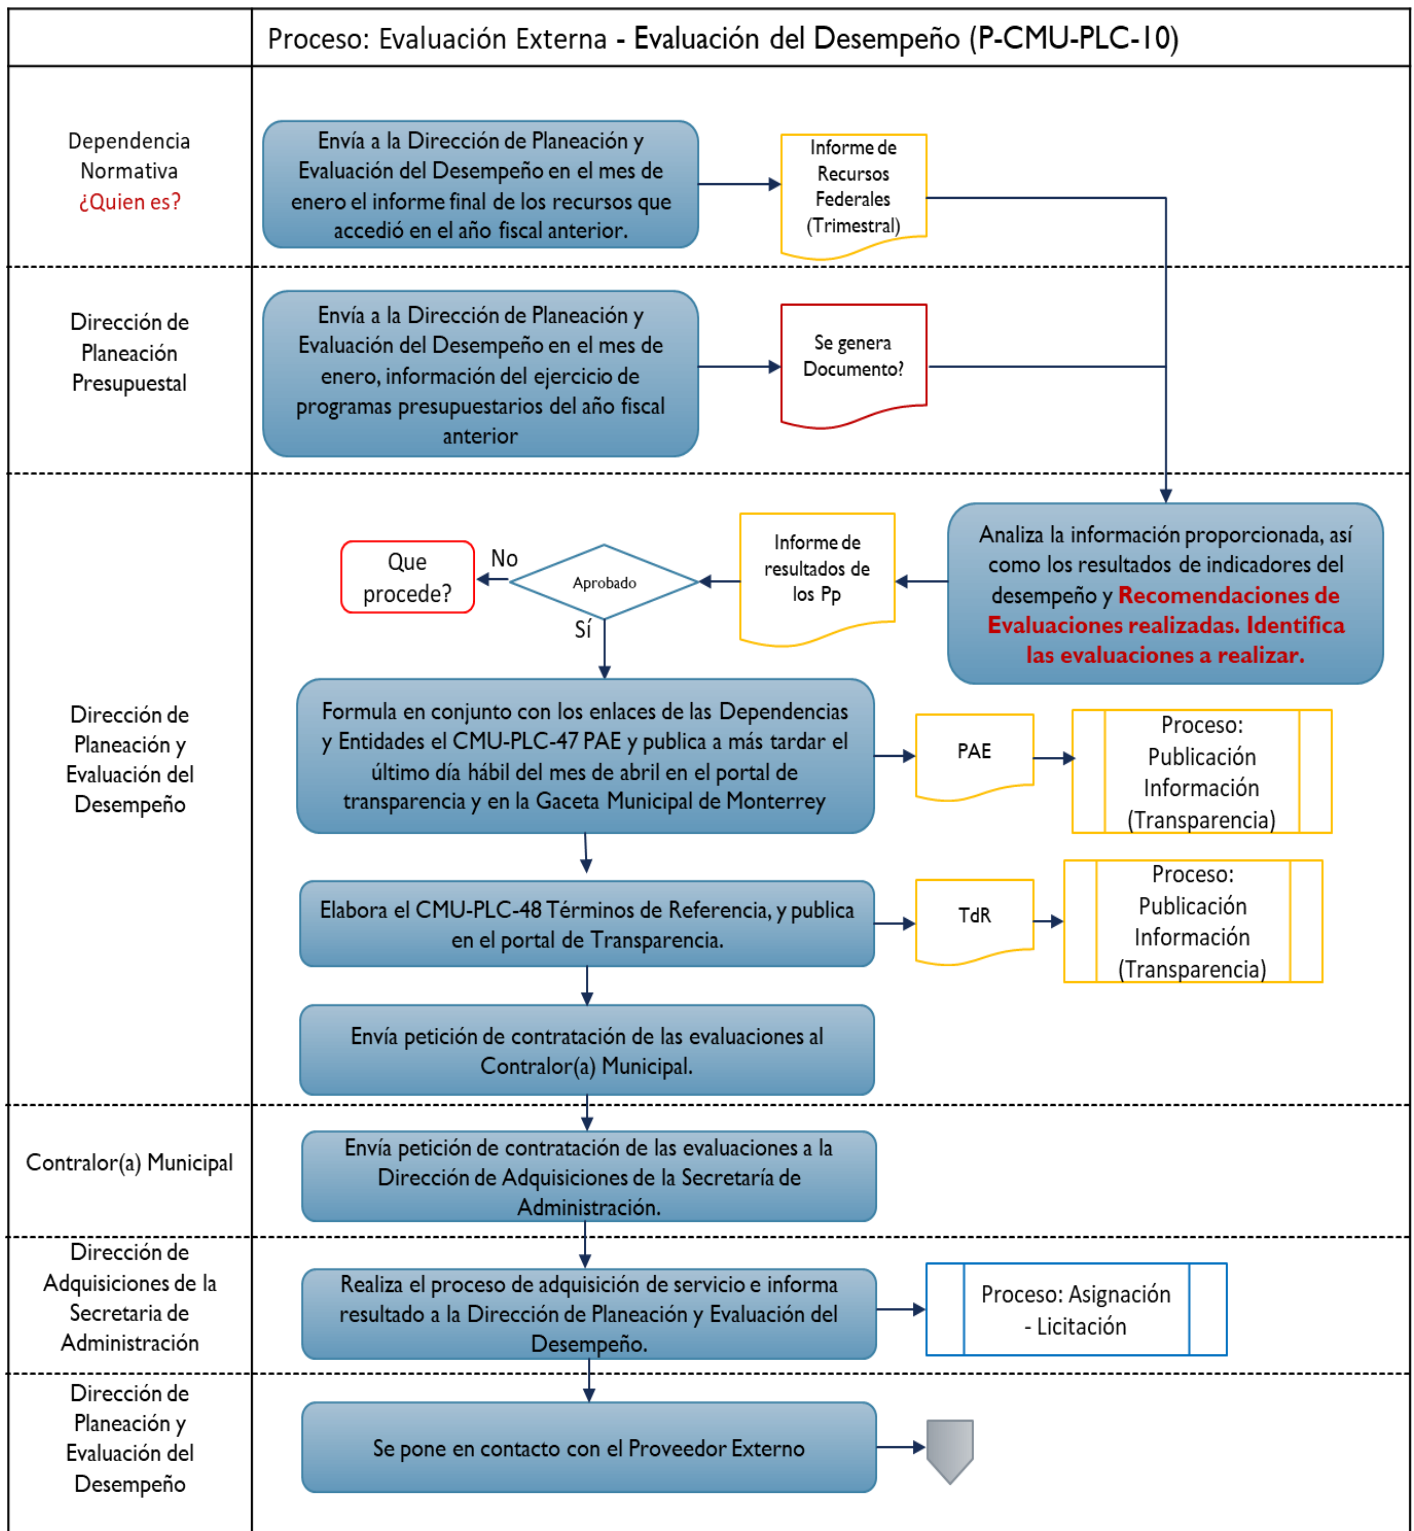 Proceso: Evaluación Externa - Evaluación del Desempeño (P-CMU-PLC-10)
Dependencia
Normativa
¿Quien es?
Envía a la Dirección de Planeación y
Evaluación del Desempeño en el mes de
enero el informe final de los recursos que
accedió en el año fiscal anterior.
Informe de
Recursos
Federales
(Trimestral)
Dirección de
Planeación
Presupuestal
Envía a la Dirección de Planeación y
Evaluación del Desempeño en el mes de
enero, información del ejercicio de
programas presupuestarios del año fiscal
anterior
Se genera
Documento?
Dirección de
Planeación y
Evaluación del
Desempeño
Analiza la información proporcionada, así
como los resultados de indicadores del
desempeño y Recomendaciones de
Evaluaciones realizadas. Identifica
las evaluaciones a realizar.
Informe de
resultados de
los Pp
Aprobado
No
Que
procede?
Sí
Formula en conjunto con los enlaces de las Dependencias
y Entidades el CMU-PLC-47 PAE y publica a más tardar el
último día hábil del mes de abril en el portal de
transparencia y en la Gaceta Municipal de Monterrey
PAE
Proceso:
Publicación
Información
(Transparencia)
Elabora el CMU-PLC-48 Términos de Referencia, y publica
en el portal de Transparencia.
TdR
Proceso:
Publicación
Información
(Transparencia)
Envía petición de contratación de las evaluaciones al
Contralor(a) Municipal.
Contralor(a) Municipal
Envía petición de contratación de las evaluaciones a la
Dirección de Adquisiciones de la Secretaría de
Administración.
Dirección de
Adquisiciones de la
Secretaria de
Administración
Realiza el proceso de adquisición de servicio e informa
resultado a la Dirección de Planeación y Evaluación del
Desempeño.
Proceso: Asignación
- Licitación
Dirección de
Planeación y
Evaluación del
Desempeño
Se pone en contacto con el Proveedor Externo